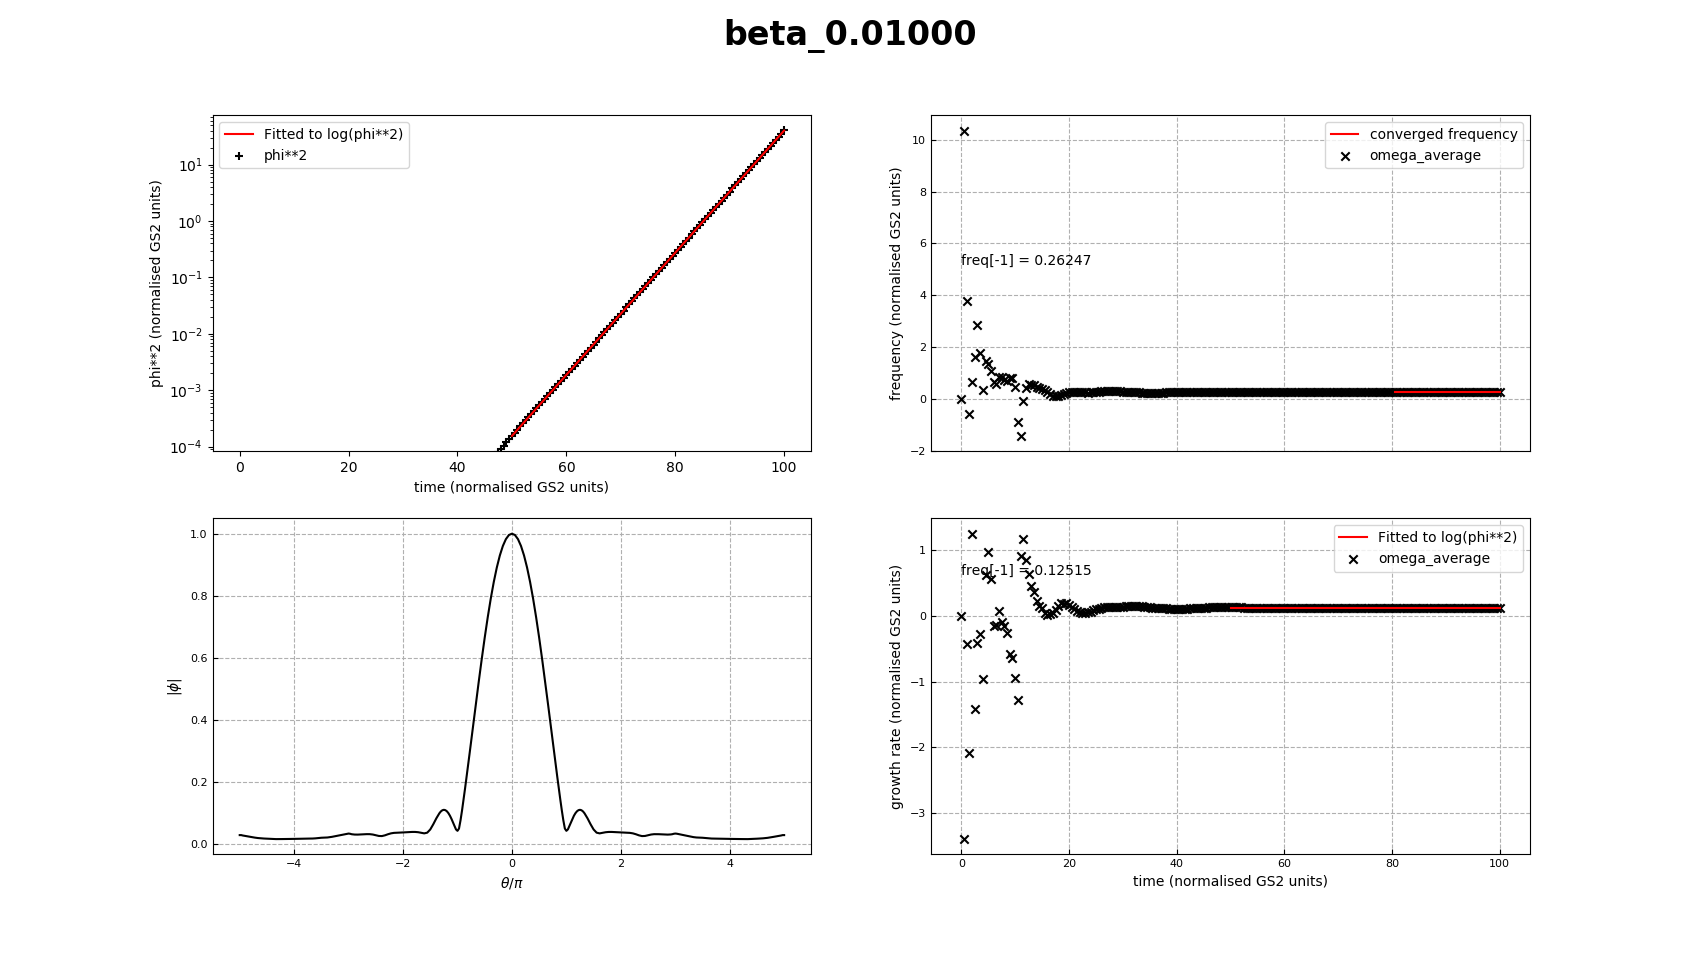 beta_0.01000
Fitted to log(phi**2)
phi**2
phi**2 (normalised GS2 units)
10¹
10⁰
10⁻¹
10⁻²
10⁻³
10⁻⁴
0 20 40 60 80 100
time (normalised GS2 units)
converged frequency
omega_average
freq[-1] = 0.26247
frequency (normalised GS2 units)
10
8
6
4
2
0
−2
|ϕ|
1.0
0.8
0.6
0.4
0.2
0.0
−4 −2 0 2 4
θ/π
Fitted to log(phi**2)
omega_average
freq[-1] = 0.12515
growth rate (normalised GS2 units)
1
0
−1
−2
−3
0 20 40 60 80 100
time (normalised GS2 units)